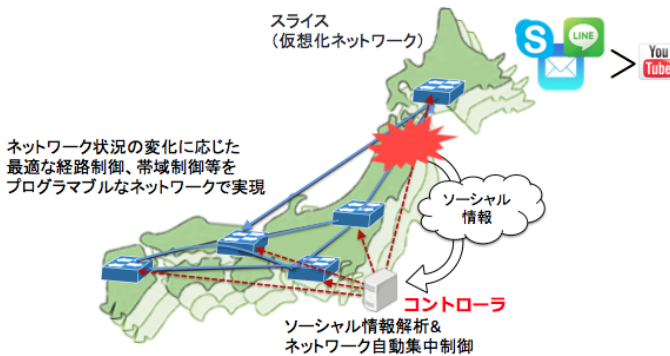 スライス
(仮想化ネットワーク)
S
LINE
>
You
Tube
ネットワーク状況の変化に応じた
最適な経路制御、帯域制御等を
プログラマブルなネットワークで実現
ソーシャル
情報
コントローラ
ソーシャル情報解析&
ネットワーク自動集中制御